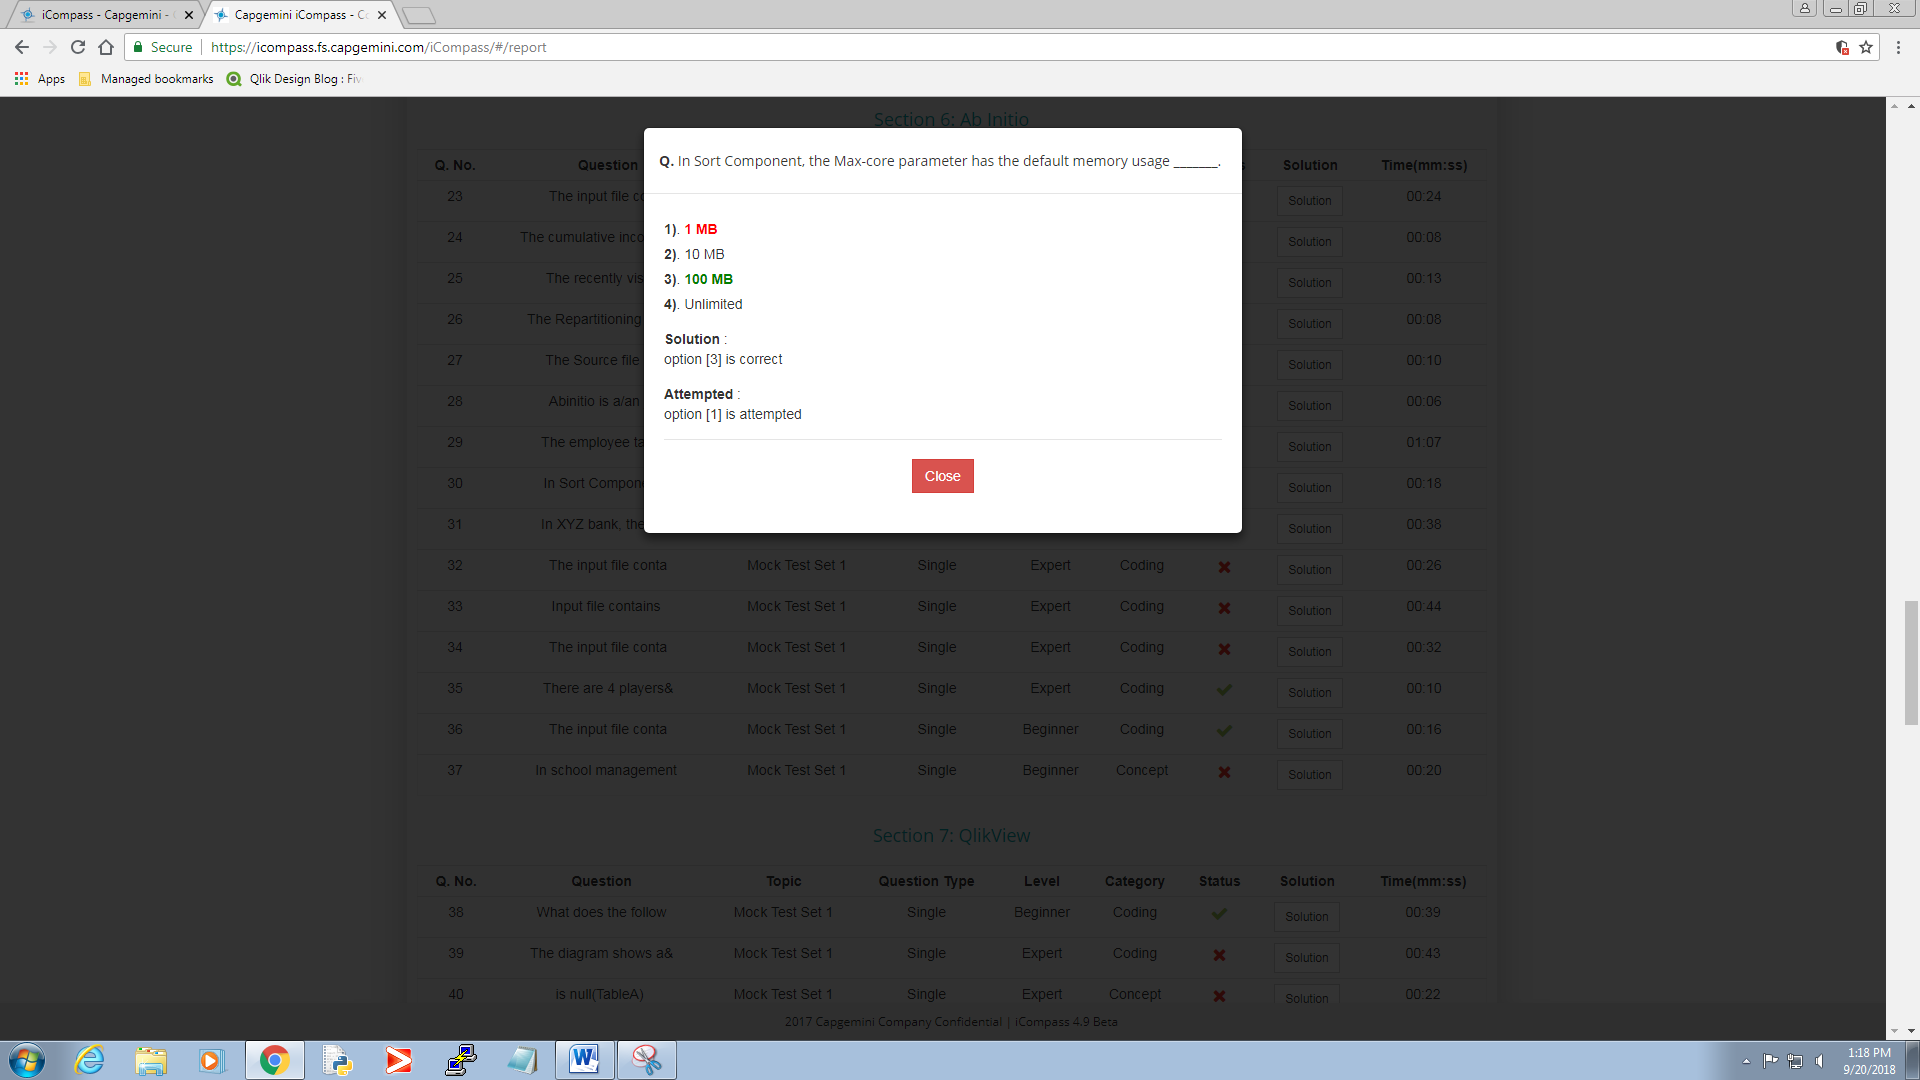 iCompass - Capgemini -
Capgemini iCompass - C
Secure https://icompass.fs.capgemini.com/iCompass/#/report
Apps Managed bookmarks Qlik Design Blog : Fiv
Section 6: Ab Initio
Q. In Sort Component, the Max-core parameter has the default memory usage _______.
1). 1 MB
2). 10 MB
3). 100 MB
4). Unlimited
Solution :
option [3] is correct
Attempted :
option [1] is attempted
Close
Q. No. Question Solution Time(mm:ss)
23 The input file co Solution 00:24
24 The cumulative inco Solution 00:08
25 The recently vis Solution 00:13
26 The Repartitioning Solution 00:08
27 The Source file Solution 00:10
28 Abinitio is a/an Solution 00:06
29 The employee ta Solution 01:07
30 In Sort Compon Solution 00:18
31 In XYZ bank, the Solution 00:38
32 The input file conta Mock Test Set 1 Single Expert Coding Solution 00:26
33 Input file contains Mock Test Set 1 Single Expert Coding Solution 00:44
34 The input file conta Mock Test Set 1 Single Expert Coding Solution 00:32
35 There are 4 players& Mock Test Set 1 Single Expert Coding Solution 00:10
36 The input file conta Mock Test Set 1 Single Beginner Coding Solution 00:16
37 In school management Mock Test Set 1 Single Beginner Concept Solution 00:20
Section 7: QlikView
Q. No. Question Topic Question Type Level Category Status Solution Time(mm:ss)
38 What does the follow Mock Test Set 1 Single Beginner Coding Solution 00:39
39 The diagram shows a& Mock Test Set 1 Single Expert Coding Solution 00:43
40 is null(TableA) Mock Test Set 1 Single Expert Concept Solution 00:22
2017 Capgemini Company Confidential | iCompass 4.9 Beta
1:18 PM
9/20/2018